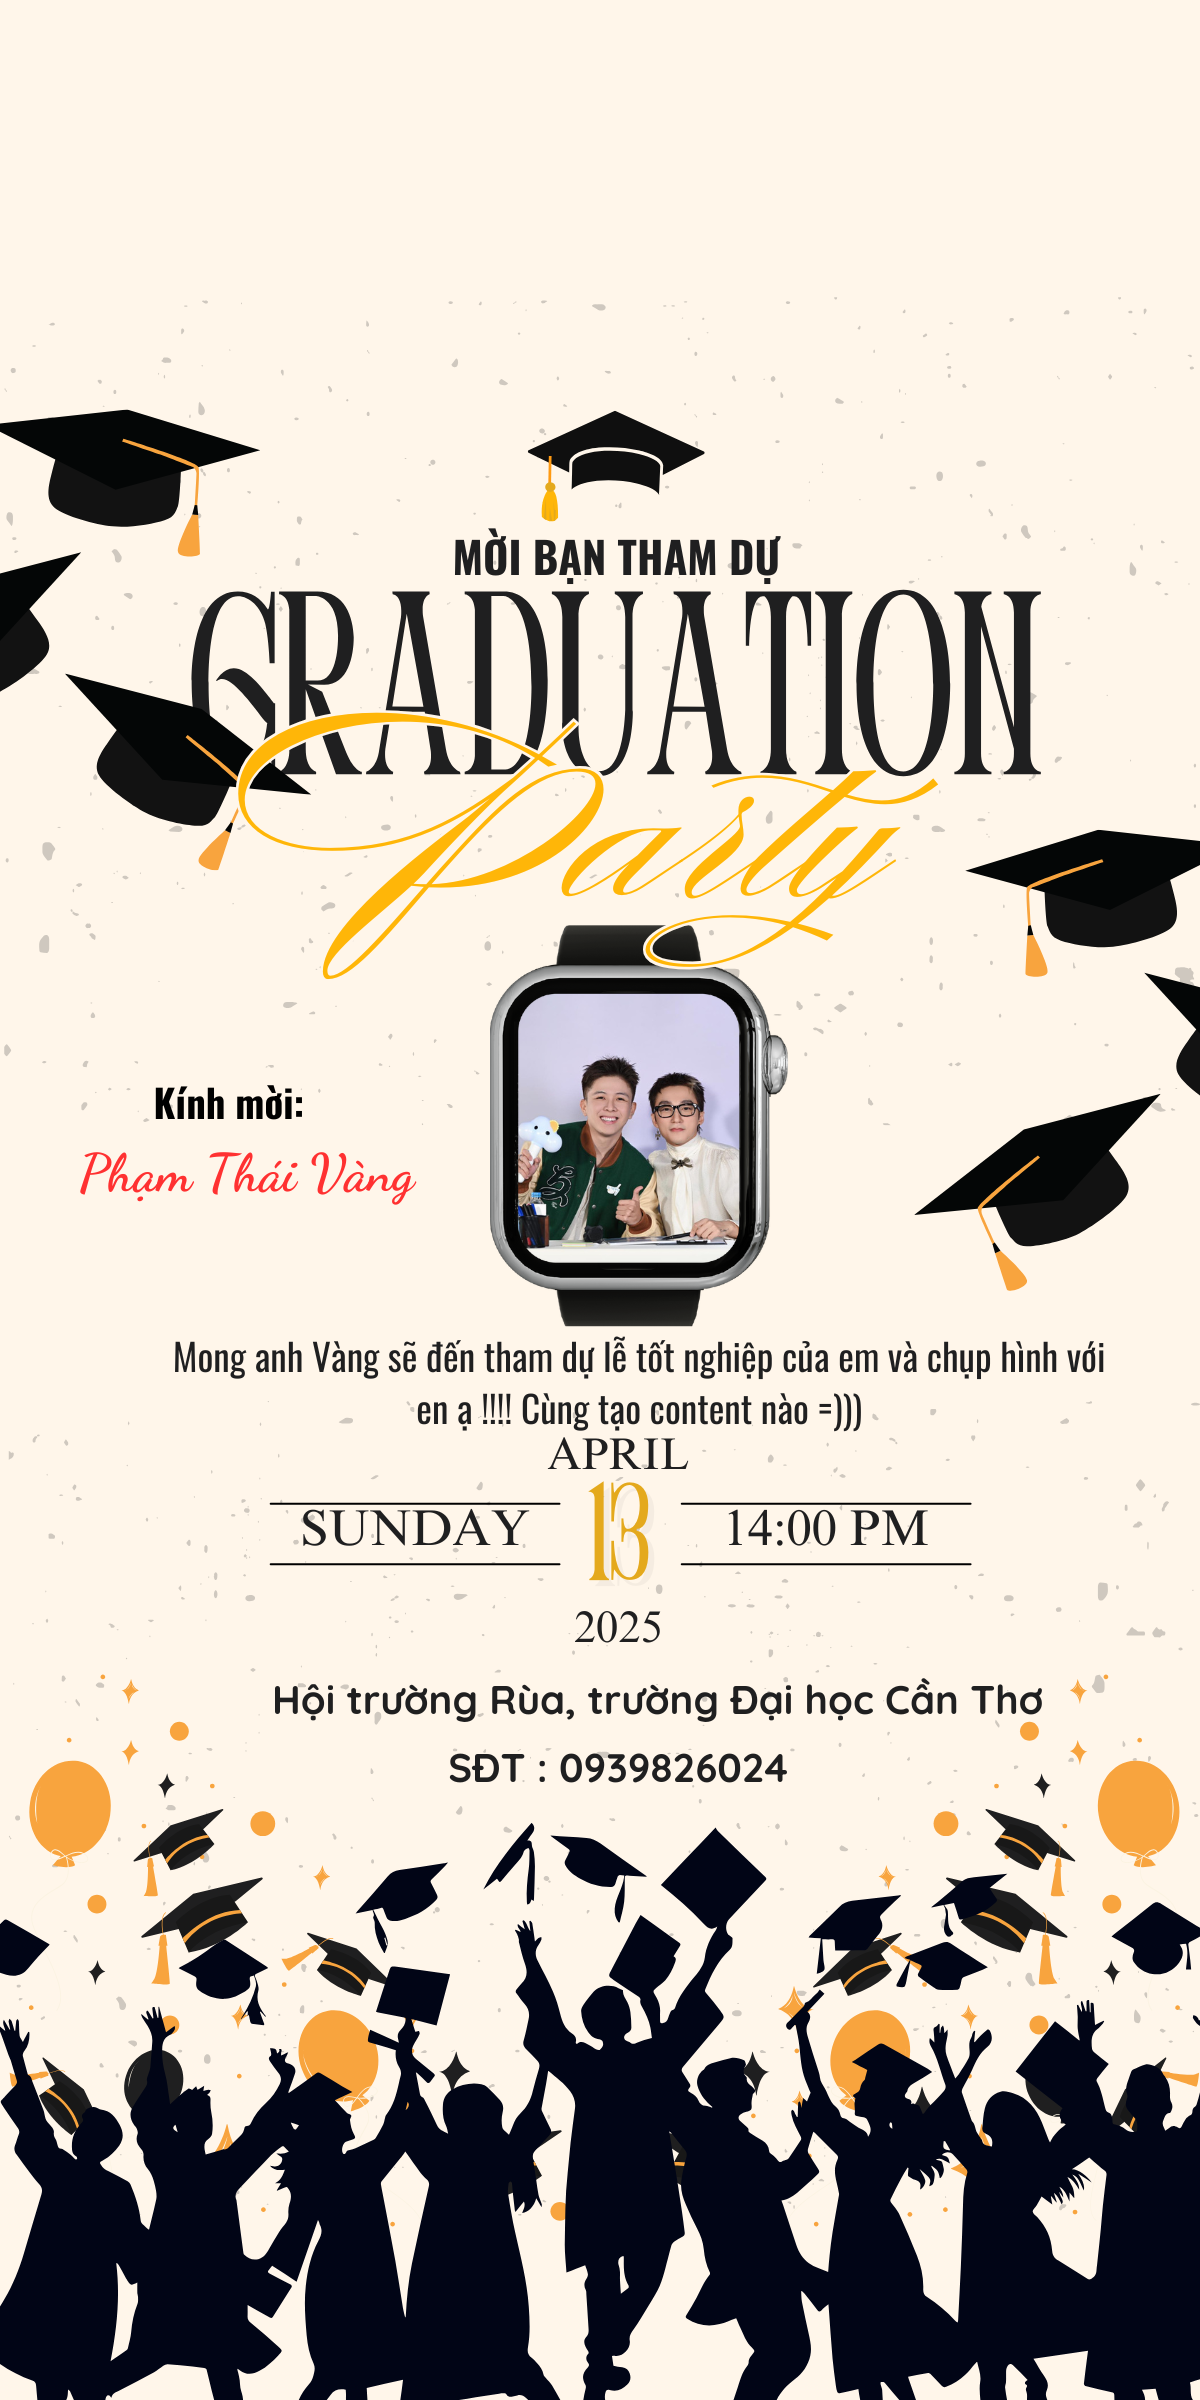 MỜI BẠN THAM DỰ
GRADUATION
Party
Kính mời:
Phạm Thái Vàng
Mong anh Vàng sẽ đến tham dự lễ tốt nghiệp của em và chụp hình với
en ạ !!!! Cùng tạo content nào =)))
APRIL
SUNDAY 13 14:00 PM
2025
Hội trường Rùa, trường Đại học Cần Thơ
SĐT : 0939826024